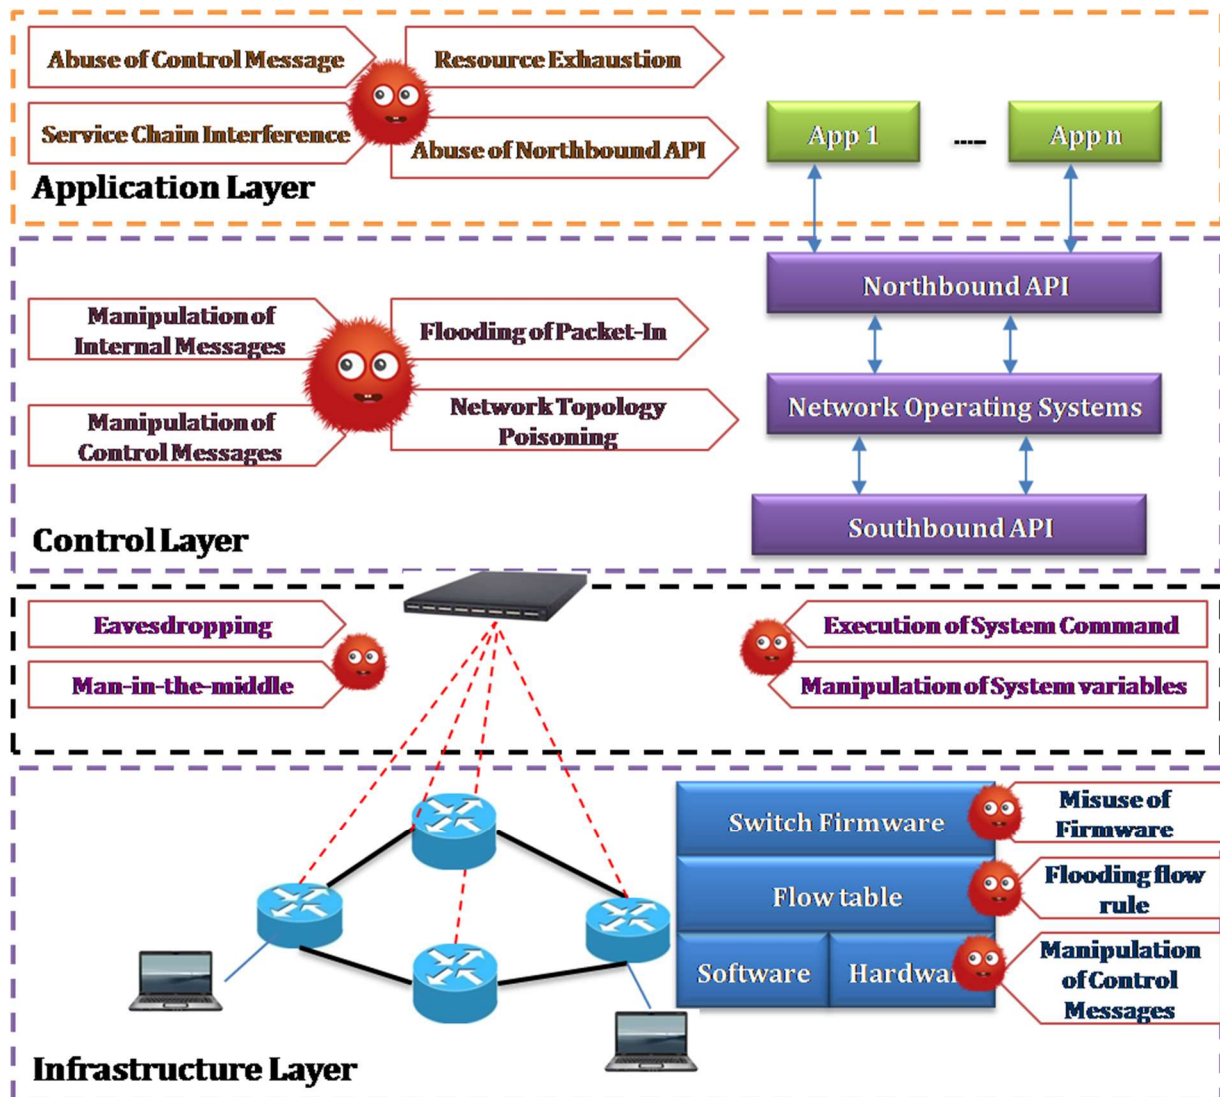 Abuse of Control Message
Resource Exhaustion
Service Chain Interference
Abuse of Northbound API
App 1
.....
App n
Application Layer
Northbound API
Manipulation of
Internal Messages
Flooding of Packet-In
Network Operating Systems
Manipulation of
Control Messages
Network Topology
Poisoning
Southbound API
Control Layer
Eavesdropping
Execution of System Command
Man-in-the-middle
Manipulation of System variables
Switch Firmware
Misuse of
Firmware
Flow table
Flooding flow
rule
Software
Hardwa
Manipulation
of Control
Messages
Infrastructure Layer